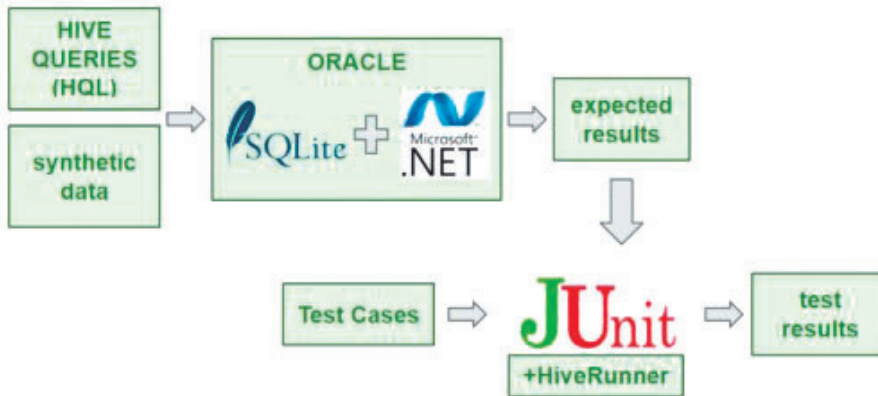 HIVE
QUERIES
(HQL)
synthetic
data
ORACLE
SQLite
Microsoft
.NET
expected
results
Test Cases
JUnit
+HiveRunner
test
results